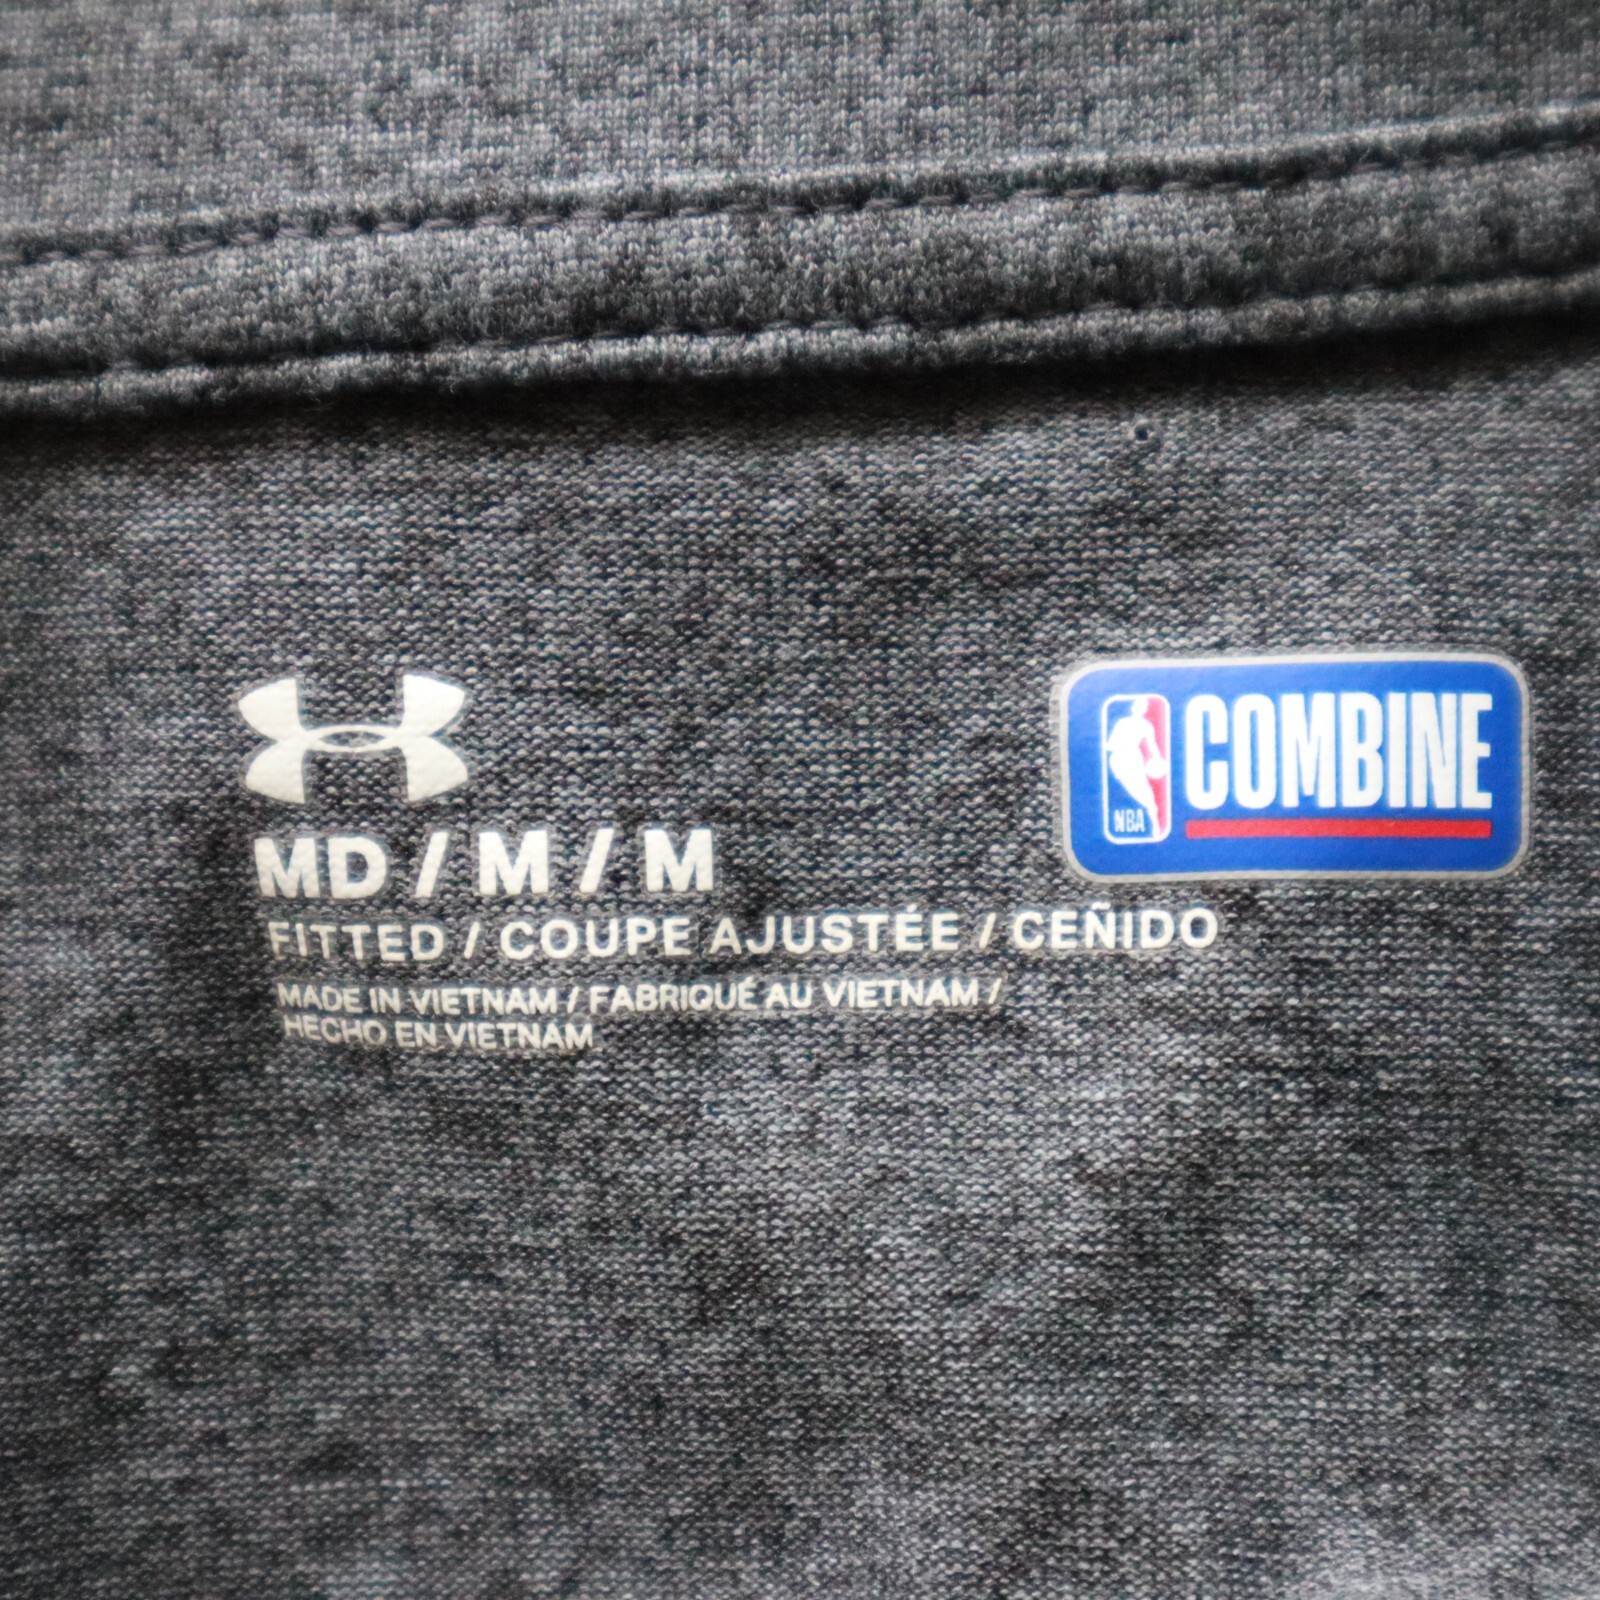 NBA
COMBINE
MD / M / M
FITTED / COUPE AJUSTÉE / CEÑIDO
MADE IN VIETNAM / FABRIQUÉ AU VIETNAM /
HECHO EN VIETNAM